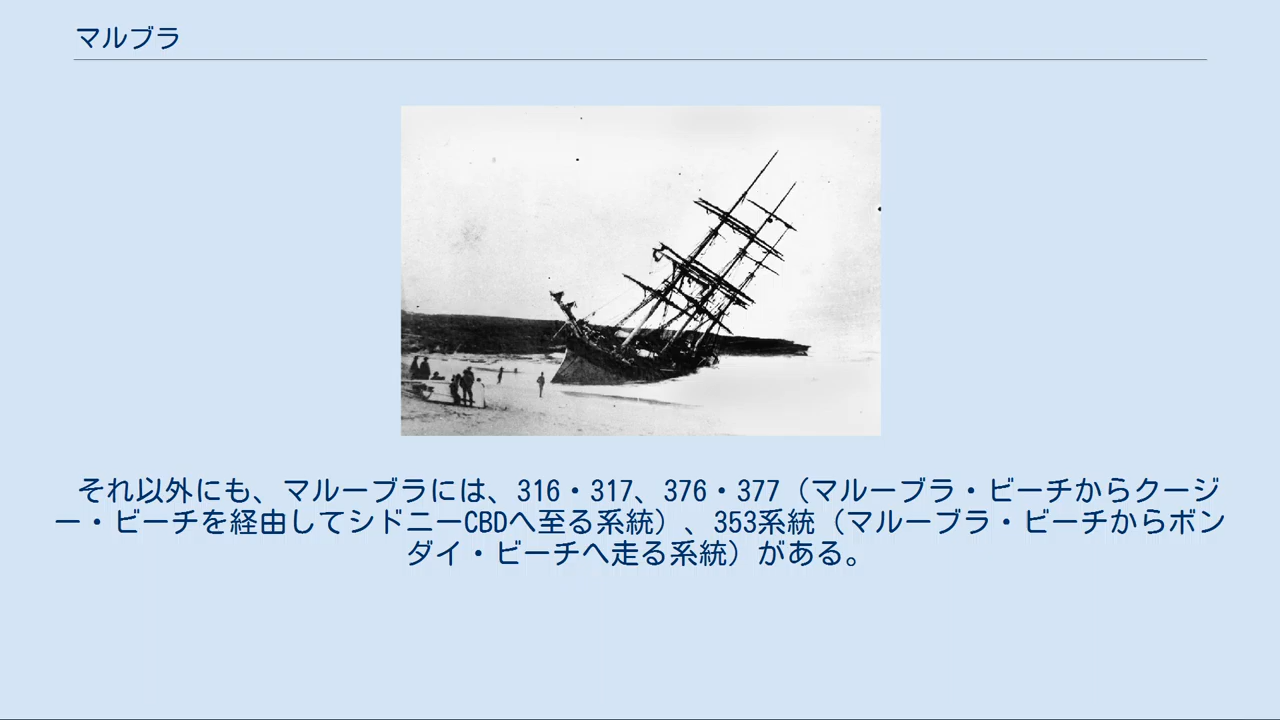 マルブラ
それ以外にも、マルーブラには、316・317、376・377（マルーブラ・ビーチからクージ
ー・ビーチを経由してシドニーCBDへ至る系統）、353系統（マルーブラ・ビーチからボン
ダイ・ビーチへ走る系統）がある。